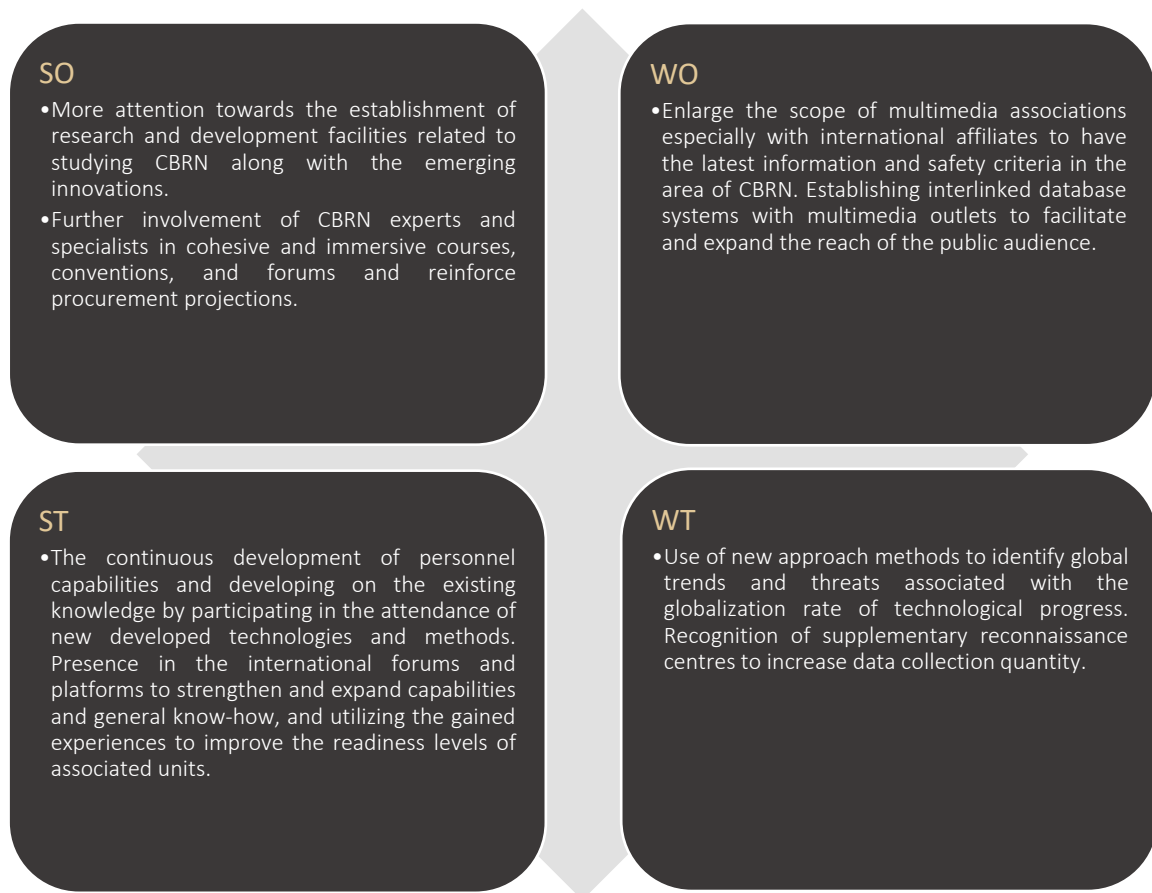 SO
•More attention towards the establishment of
research and development facilities related to
studying CBRN along with the emerging
innovations.
•Further involvement of CBRN experts and
specialists in cohesive and immersive courses,
conventions, and forums and reinforce
procurement projections.
WO
•Enlarge the scope of multimedia associations
especially with international affiliates to have
the latest information and safety criteria in the
area of CBRN. Establishing interlinked database
systems with multimedia outlets to facilitate
and expand the reach of the public audience.
ST
•The continuous development of personnel
capabilities and developing on the existing
knowledge by participating in the attendance of
new developed technologies and methods.
Presence in the international forums and
platforms to strengthen and expand capabilities
and general know-how, and utilizing the gained
experiences to improve the readiness levels of
associated units.
WT
•Use of new approach methods to identify global
trends and threats associated with the
globalization rate of technological progress.
Recognition of supplementary reconnaissance
centres to increase data collection quantity.